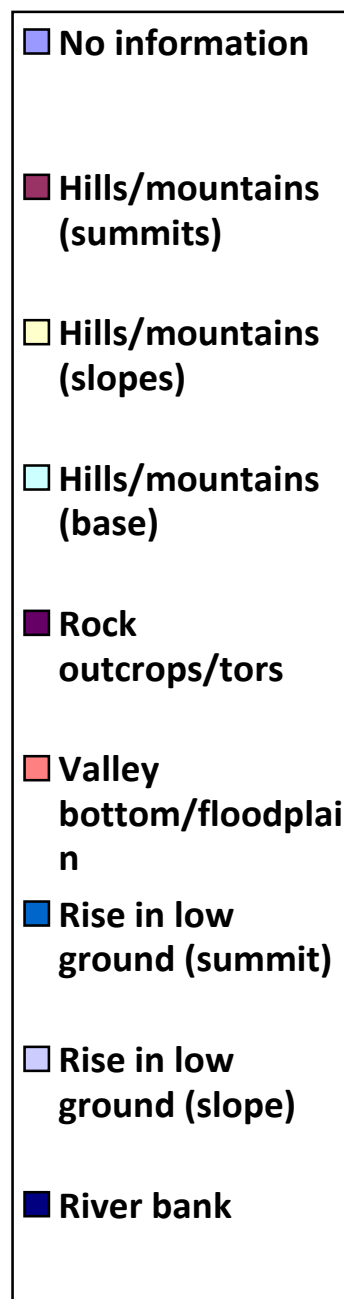 No information
Hills/mountains
(summits)
Hills/mountains
(slopes)
Hills/mountains
(base)
Rock
outcrops/tors
Valley
bottom/floodplai
n
Rise in low
ground (summit)
Rise in low
ground (slope)
River bank